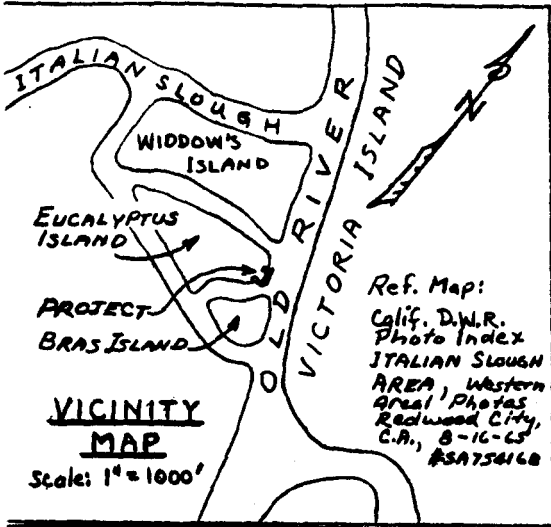 ITALIAN SLOUGH
WIDDOW'S
ISLAND
OLD RIVER
VICTORIA ISLAND
N
EUCALYPTUS
ISLAND
PROJECT
BRAS ISLAND
VICINITY
MAP
Scale: 1" = 1000'
Ref. Map:
Calif. D.W.R.
Photo Index
ITALIAN SLOUGH
AREA, Western
Areal Photos
Redwood City,
C.A., 8-16-65